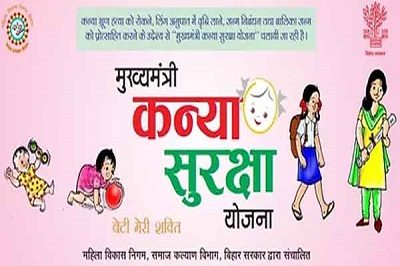 कन्या भ्रूण हत्या को रोकने, लिंग अनुपात में वृद्धि लाने, जन्म निबंधन तथा बालिका जन्म
को प्रोत्साहित करने के उद्देश्य से "मुख्यमंत्री कन्या सुरक्षा योजना" चलायी जा रही है।
मुख्यमंत्री
कन्या
सुरक्षा
योजना
बेटी मेरी शक्ति
महिला विकास निगम, समाज कल्याण विभाग, बिहार सरकार द्वारा संचालित